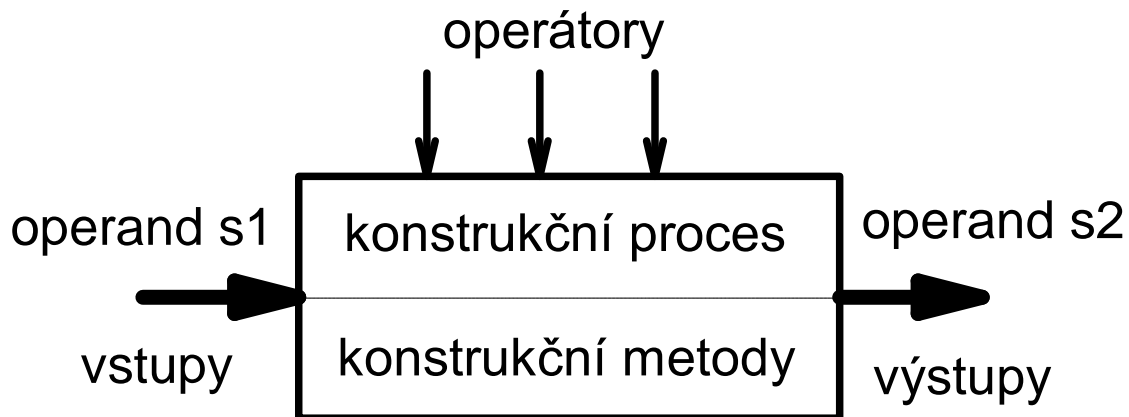 operátory
operand s1
konstrukční proces
operand s2
vstupy
konstrukční metody
výstupy